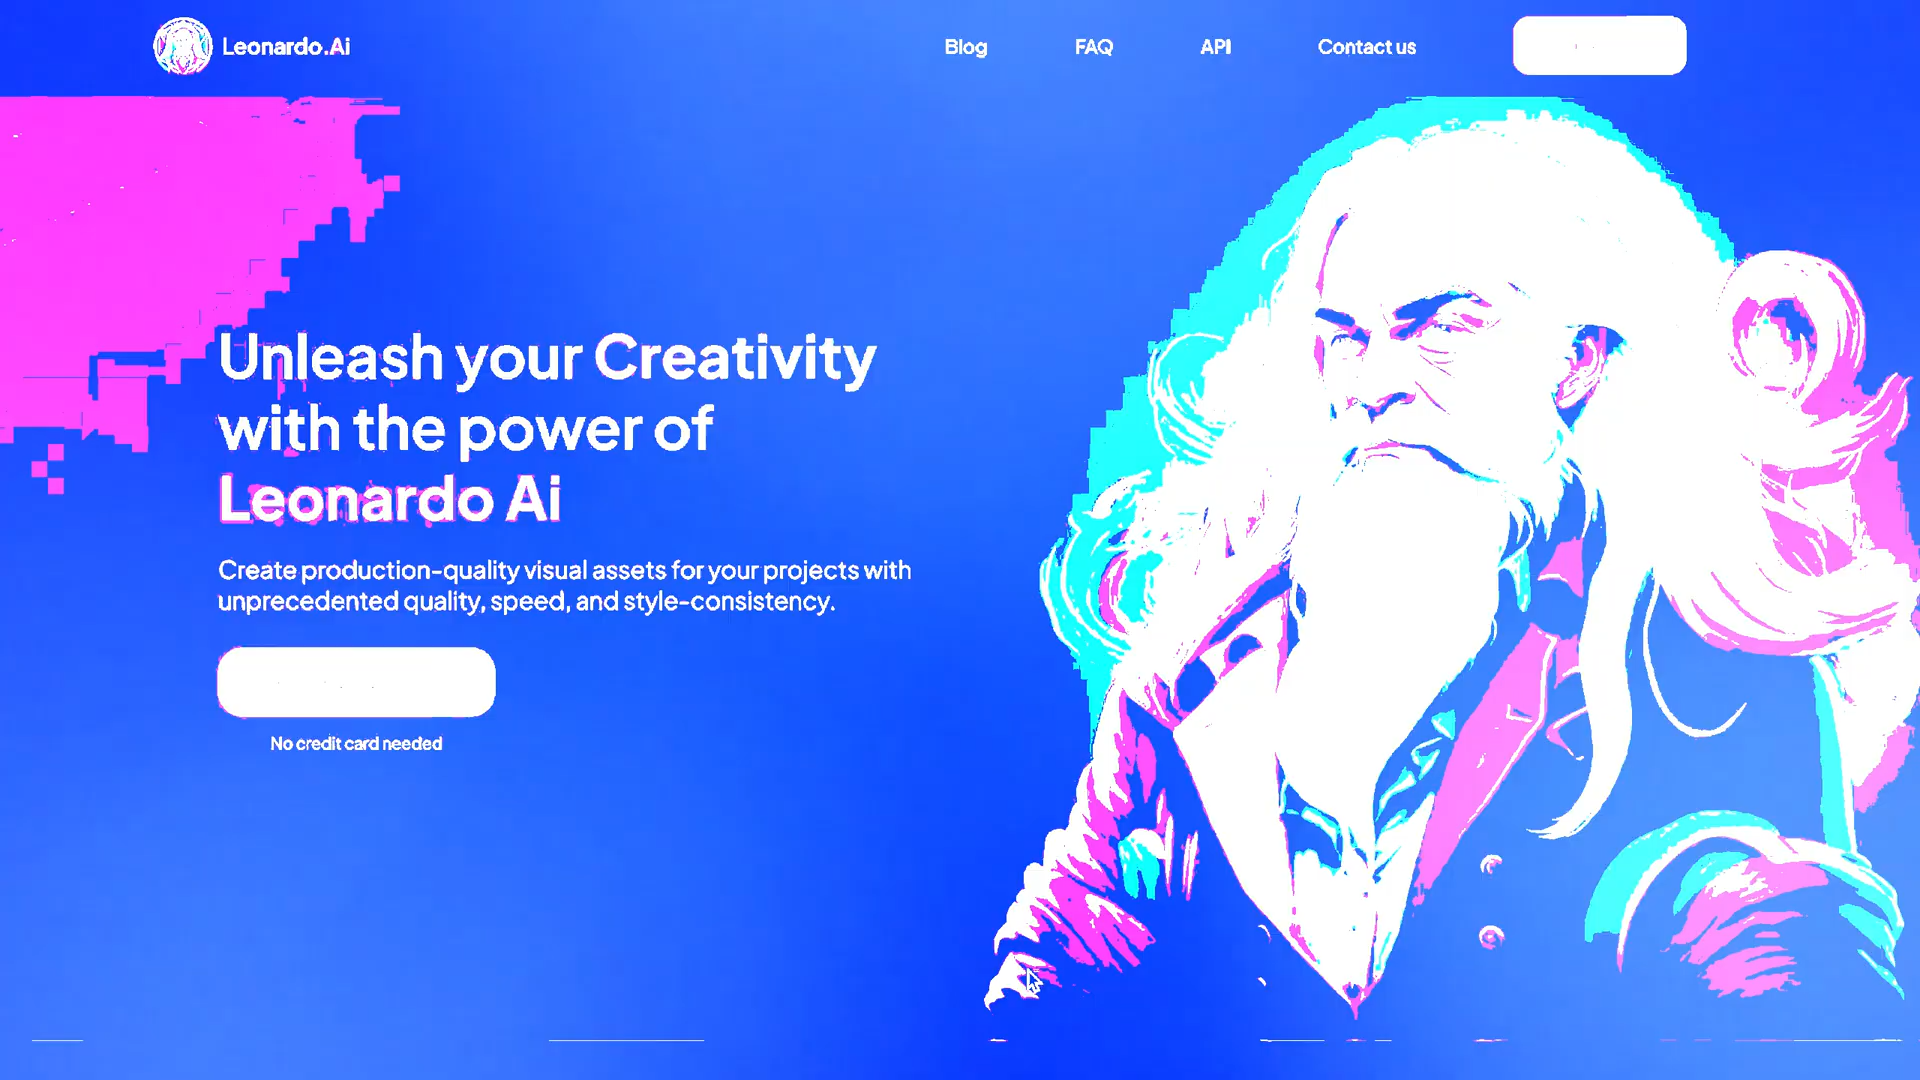 Leonardo.Ai
Blog
FAQ
API
Contact us
Unleash your Creativity
with the power of
Leonardo Ai
Create production-quality visual assets for your projects with
unprecedented quality, speed, and style-consistency.
No credit card needed